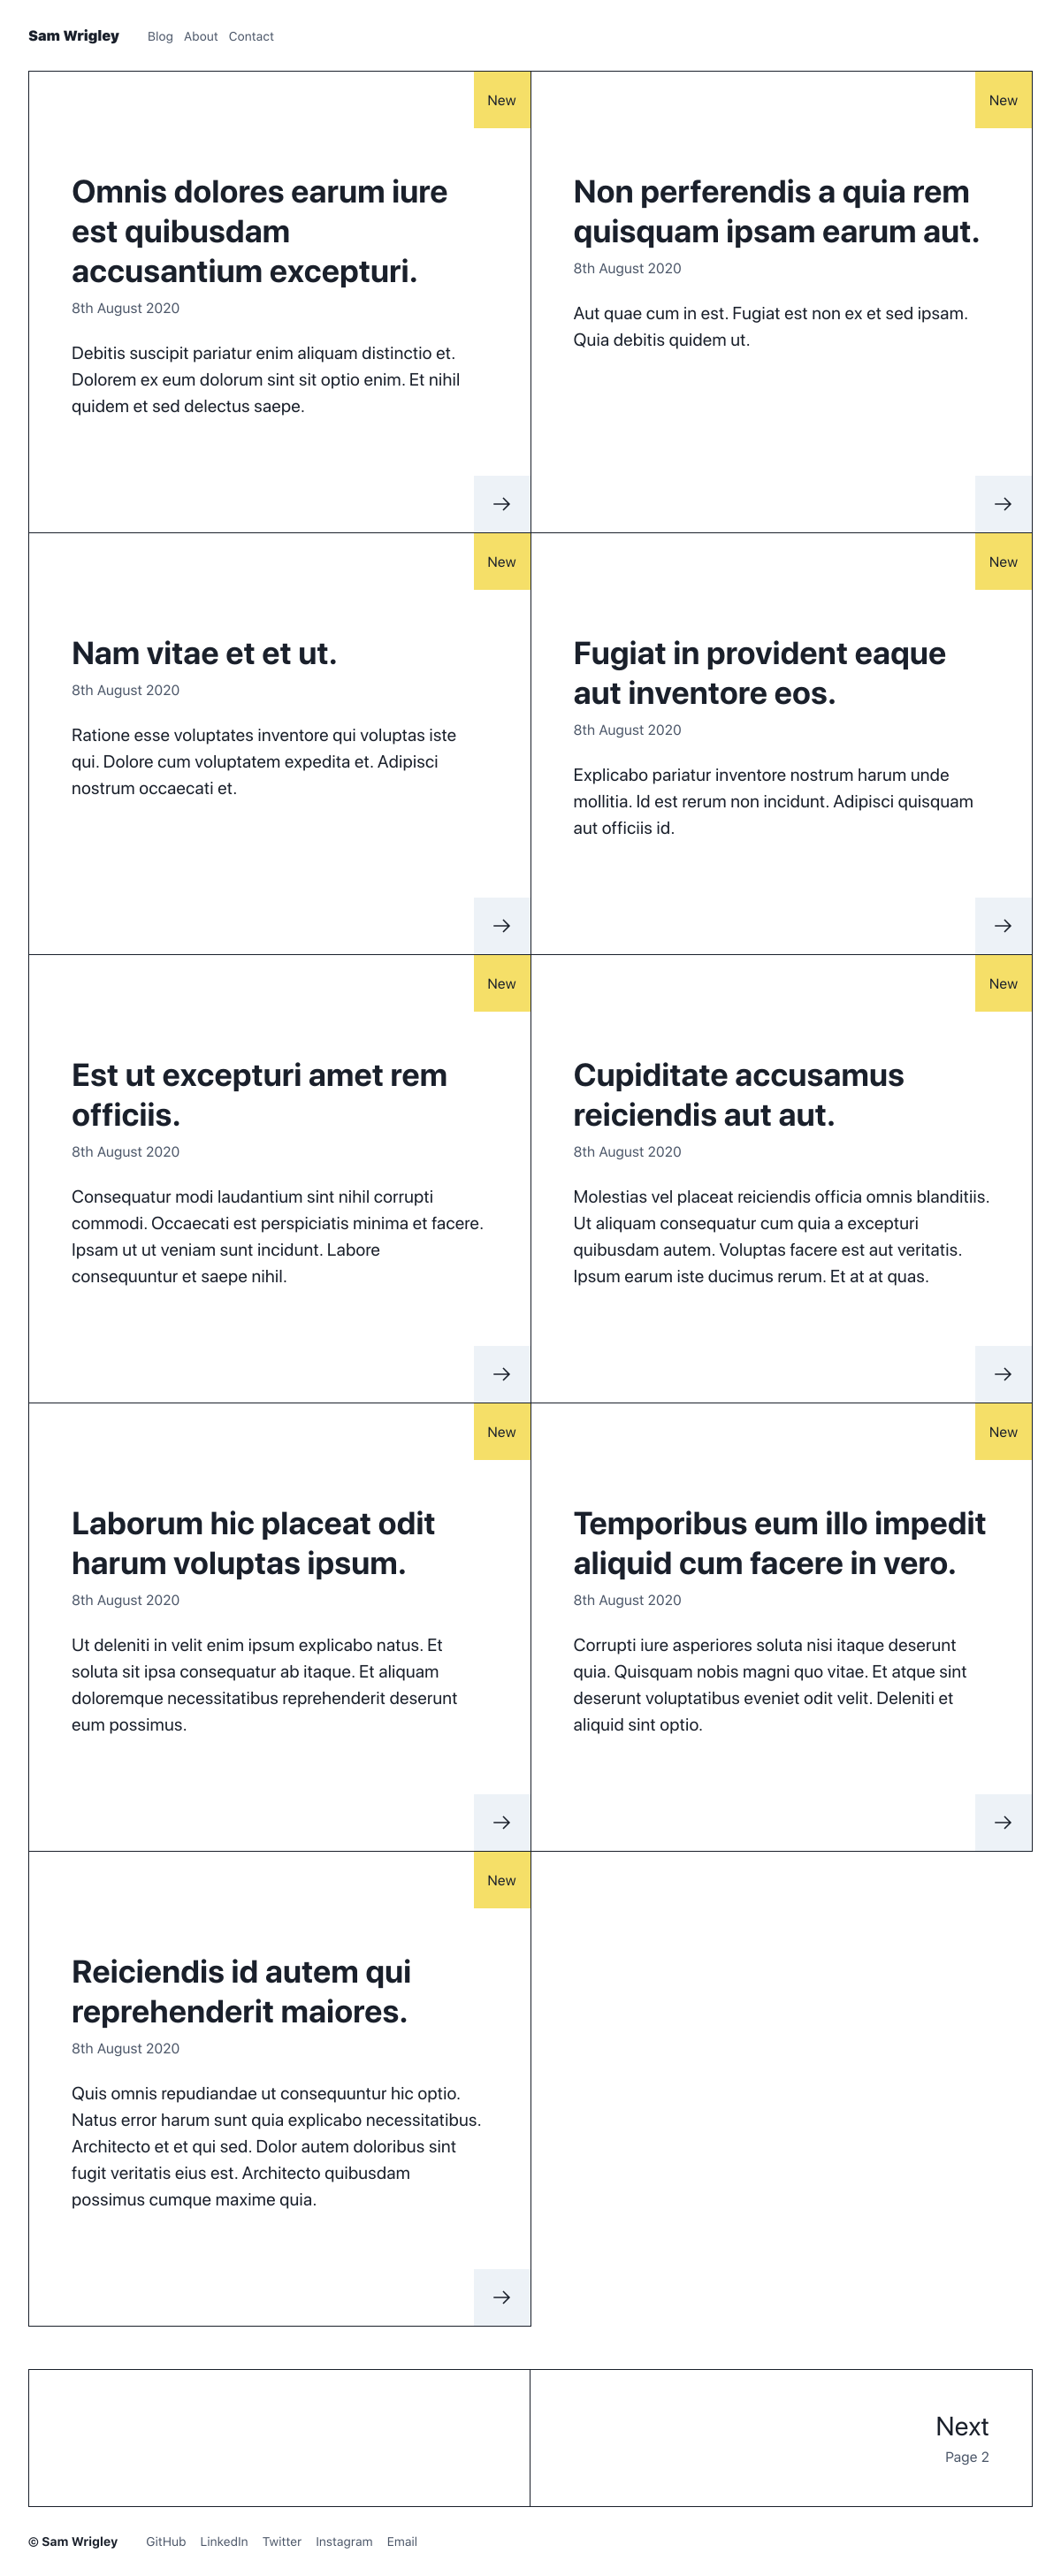 Sam Wrigley Blog About Contact
New
Omnis dolores earum iure
est quibusdam
accusantium excepturi.
8th August 2020
Debitis suscipit pariatur enim aliquam distinctio et.
Dolorem ex eum dolorum sint sit optio enim. Et nihil
quidem et sed delectus saepe.
New
Non perferendis a quia rem
quisquam ipsam earum aut.
8th August 2020
Aut quae cum in est. Fugiat est non ex et sed ipsam.
Quia debitis quidem ut.
New
Nam vitae et et ut.
8th August 2020
Ratione esse voluptates inventore qui voluptas iste
qui. Dolore cum voluptatem expedita et. Adipisci
nostrum occaecati et.
New
Fugiat in provident eaque
aut inventore eos.
8th August 2020
Explicabo pariatur inventore nostrum harum unde
mollitia. Id est rerum non incidunt. Adipisci quisquam
aut officiis id.
New
Est ut excepturi amet rem
officiis.
8th August 2020
Consequatur modi laudantium sint nihil corrupti
commodi. Occaecati est perspiciatis minima et facere.
Ipsam ut ut veniam sunt incidunt. Labore
consequuntur et saepe nihil.
New
Cupiditate accusamus
reiciendis aut aut.
8th August 2020
Molestias vel placeat reiciendis officia omnis blanditiis.
Ut aliquam consequatur cum quia a excepturi
quibusdam autem. Voluptas facere est aut veritatis.
Ipsum earum iste ducimus rerum. Et at at quas.
New
Laborum hic placeat odit
harum voluptas ipsum.
8th August 2020
Ut deleniti in velit enim ipsum explicabo natus. Et
soluta sit ipsa consequatur ab itaque. Et aliquam
doloremque necessitatibus reprehenderit deserunt
eum possimus.
New
Temporibus eum illo impedit
aliquid cum facere in vero.
8th August 2020
Corrupti iure asperiores soluta nisi itaque deserunt
quia. Quisquam nobis magni quo vitae. Et atque sint
deserunt voluptatibus eveniet odit velit. Deleniti et
aliquid sint optio.
New
Reiciendis id autem qui
reprehenderit maiores.
8th August 2020
Quis omnis repudiandae ut consequuntur hic optio.
Natus error harum sunt quia explicabo necessitatibus.
Architecto et et qui sed. Dolor autem doloribus sint
fugit veritatis eius est. Architecto quibusdam
possimus cumque maxime quia.
Next
Page 2
© Sam Wrigley GitHub LinkedIn Twitter Instagram Email